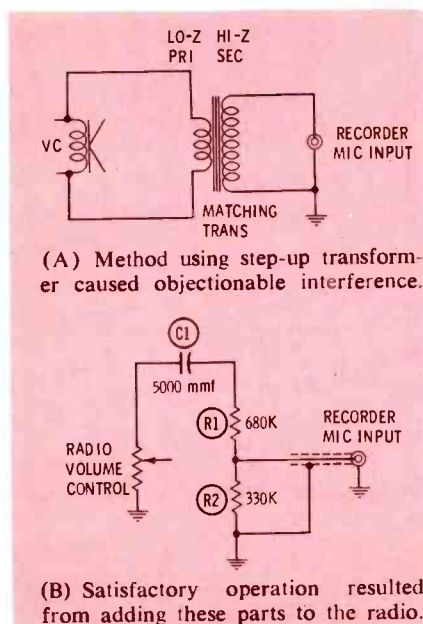 LO-Z HI-Z
PRI SEC
VC
RECORDER
MIC INPUT
MATCHING
TRANS
(A) Method using step-up transform-
er caused objectionable interference.
C1
5000 mmf
R1 680K
RECORDER
MIC INPUT
RADIO
VOLUME
CONTROL
R2 330K
(B) Satisfactory operation resulted
from adding these parts to the radio.